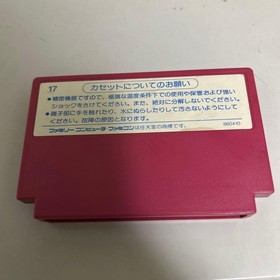 17
カセットについてのお願い
●精密機器ですので、極端な温度条件下での使用や保管および強い
ショックをさけてください。また、絶対に分解しないでください。
●端子部に手を触れたり、水にぬらしたりして汚さないようにして
ください。故障の原因となります。
ファミリーコンピュータ・ファミコンは任天堂の商標です。